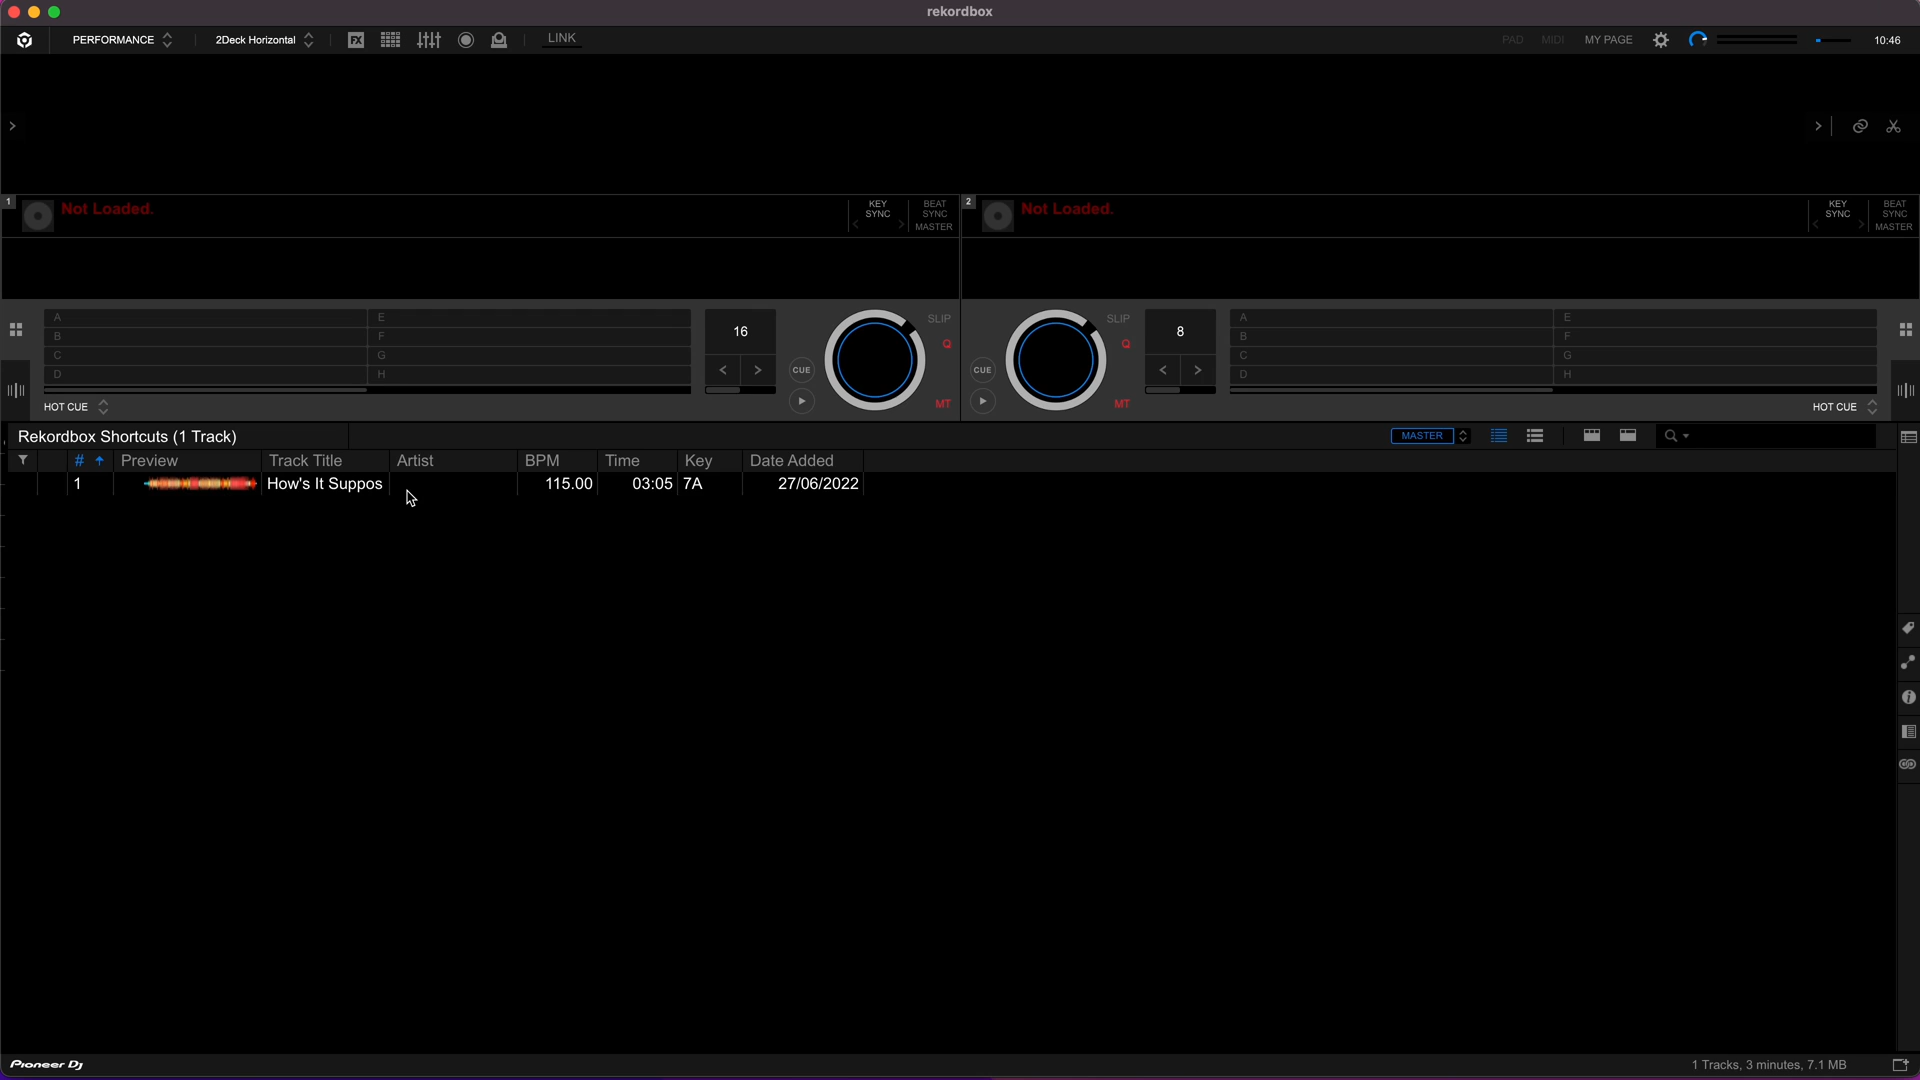 rekordbox
PERFORMANCE 2Deck Horizontal FX LINK PAD MIDI MY PAGE 10:46
1 Not Loaded. KEY SYNC BEAT SYNC MASTER
2 Not Loaded. KEY SYNC BEAT SYNC MASTER
A E 16 SLIP
B F Q
C G CUE
D H
HOT CUE MT
SLIP 8 A E
Q B F
CUE C G
D H
MT HOT CUE
Rekordbox Shortcuts (1 Track) MASTER
# Preview Track Title Artist BPM Time Key Date Added
1 How's It Suppos 115.00 03:05 7A 27/06/2022
Pioneer Dj 1 Tracks, 3 minutes, 7.1 MB